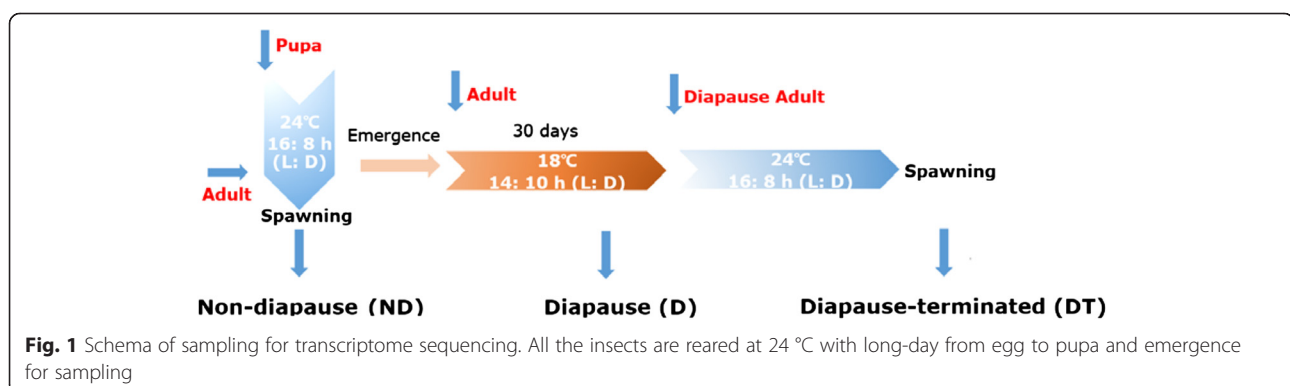 Pupa
24℃
16: 8 h
(L: D)
Adult
Spawning
Emergence
Adult
30 days
18℃
14: 10 h (L: D)
Diapause Adult
24℃
16: 8 h (L: D)
Spawning
Non-diapause (ND)
Diapause (D)
Diapause-terminated (DT)
Fig. 1 Schema of sampling for transcriptome sequencing. All the insects are reared at 24 °C with long-day from egg to pupa and emergence
for sampling